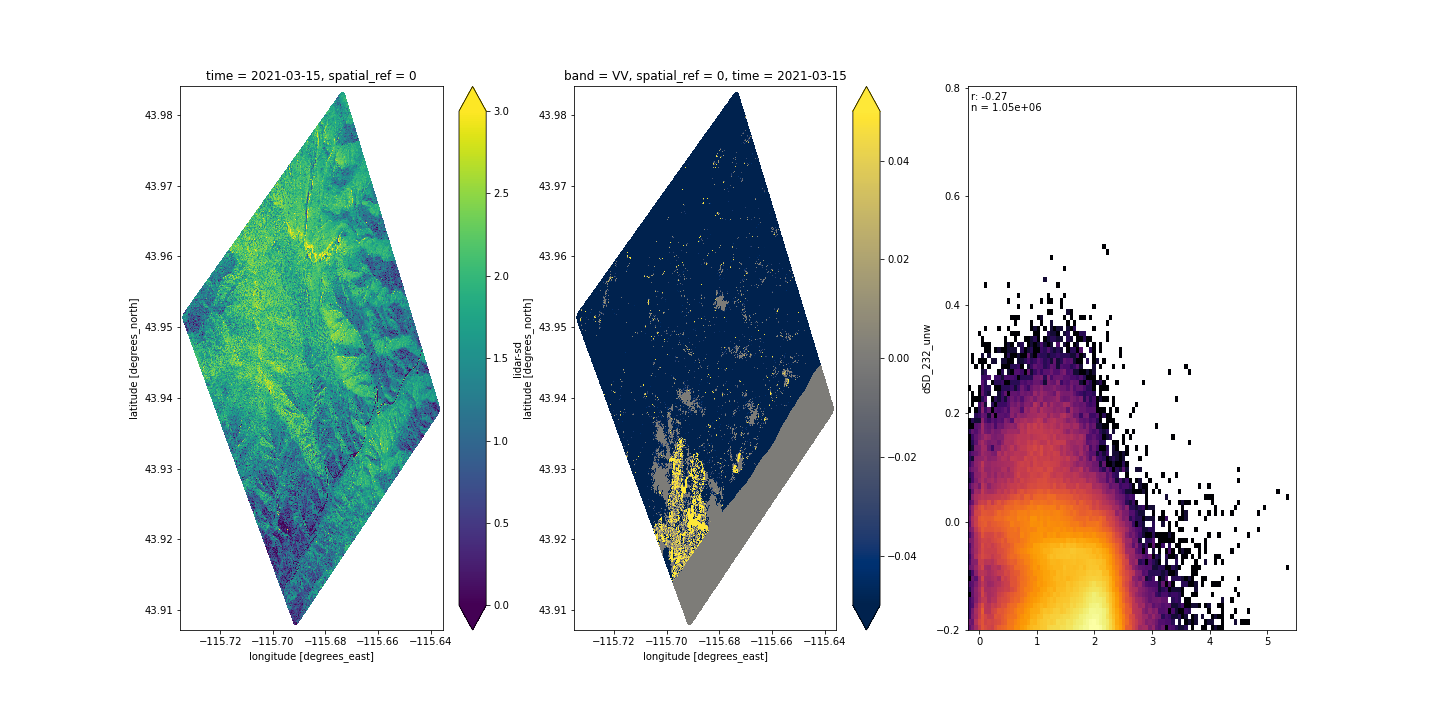 time = 2021-03-15, spatial_ref = 0
43.98
43.97
43.96
43.95
43.94
43.93
43.92
43.91
latitude [degrees_north]
−115.72 −115.70 −115.68 −115.66 −115.64
longitude [degrees_east]
3.0
2.5
2.0
1.5
1.0
0.5
0.0
lidar-sd
band = VV, spatial_ref = 0, time = 2021-03-15
43.98
43.97
43.96
43.95
43.94
43.93
43.92
43.91
latitude [degrees_north]
−115.72 −115.70 −115.68 −115.66 −115.64
longitude [degrees_east]
0.04
0.02
0.00
−0.02
−0.04
dSD_232_unw
r: -0.27
n = 1.05e+06
0.8
0.6
0.4
0.2
0.0
−0.2
0 1 2 3 4 5